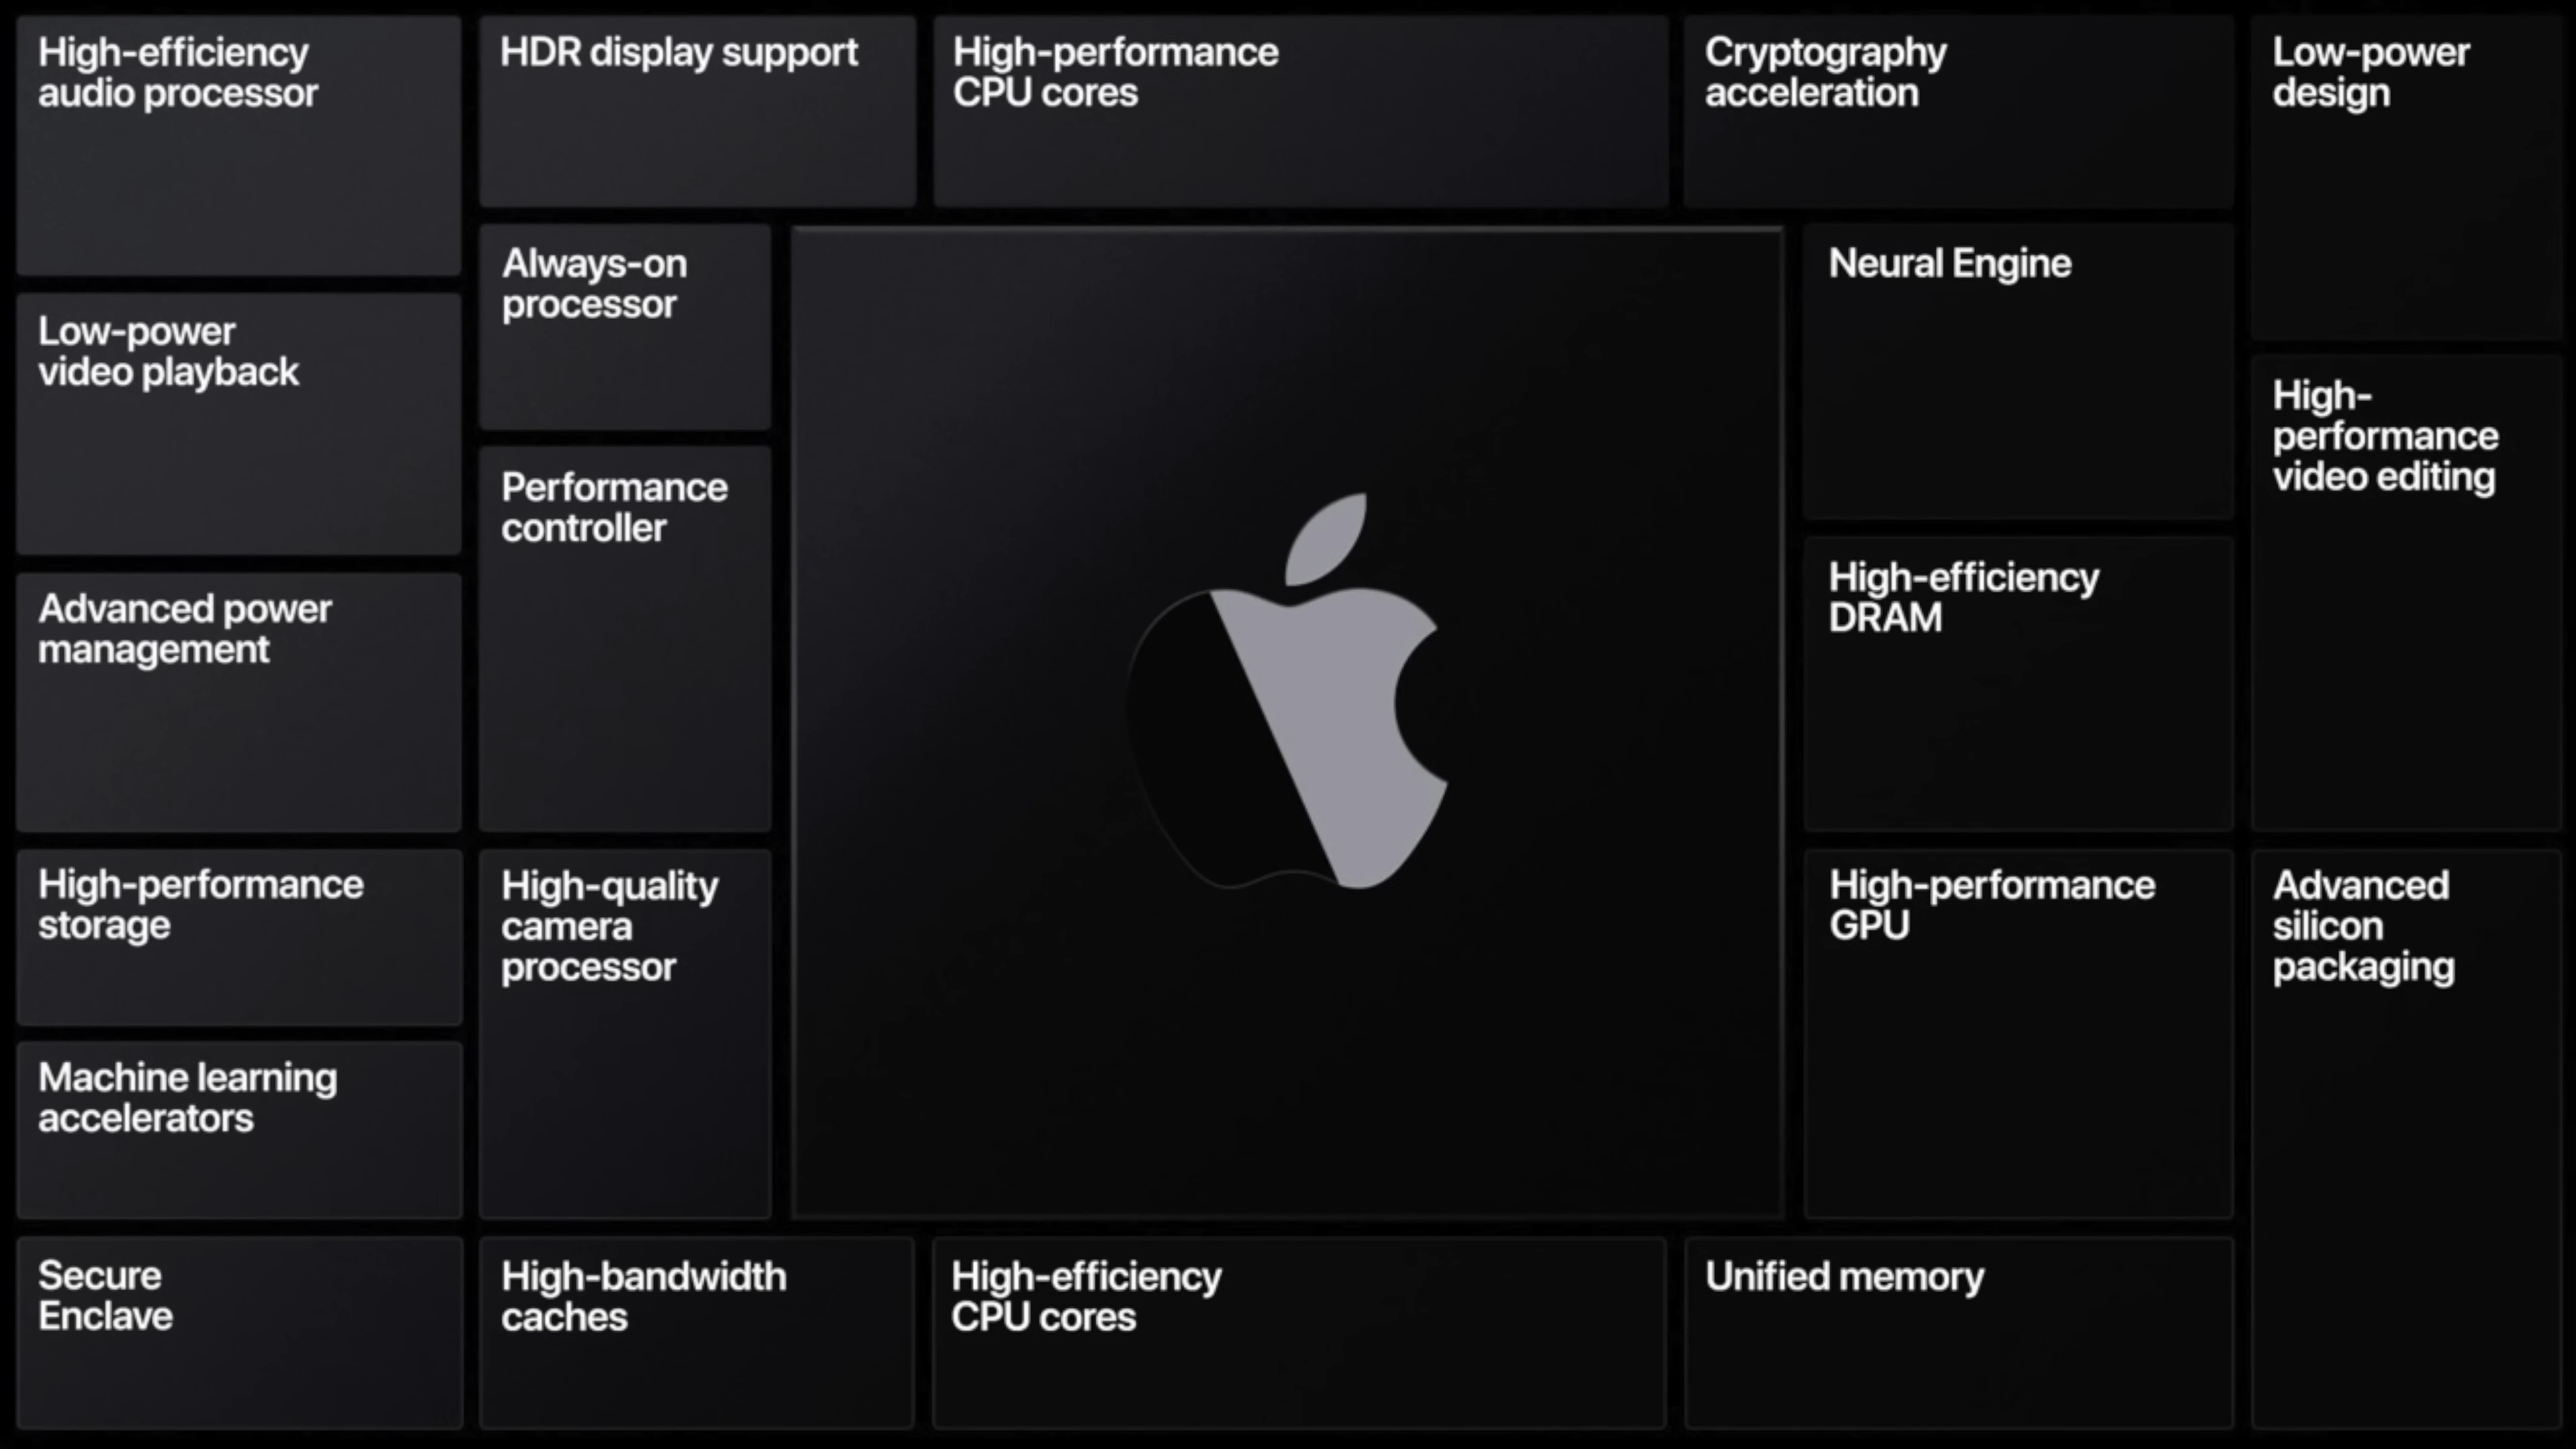 High-efficiency
audio processor
HDR display support
High-performance
CPU cores
Cryptography
acceleration
Low-power
design
Always-on
processor
Neural Engine
Low-power
video playback
High-
performance
video editing
Performance
controller
High-efficiency
DRAM
Advanced power
management
High-performance
storage
High-quality
camera
processor
High-performance
GPU
Advanced
silicon
packaging
Machine learning
accelerators
Secure
Enclave
High-bandwidth
caches
High-efficiency
CPU cores
Unified memory